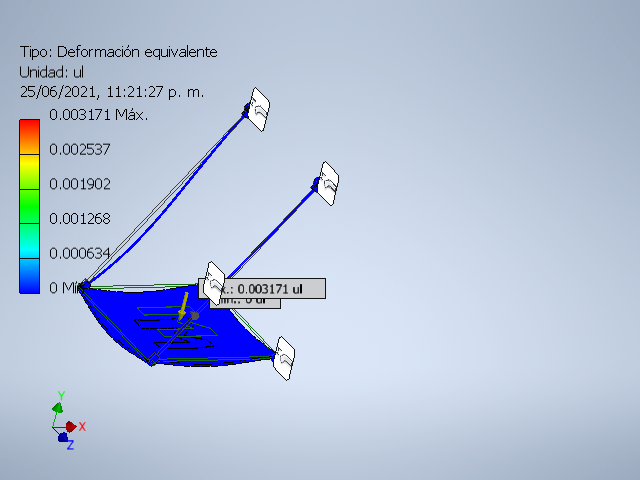 Tipo: Deformación equivalente
Unidad: ul
25/06/2021, 11:21:27 p. m.
0.003171 Máx.
0.002537
0.001902
0.001268
0.000634
0 Mí
x.: 0.003171 ul
Mín.: 0 ul
Y
X
Z